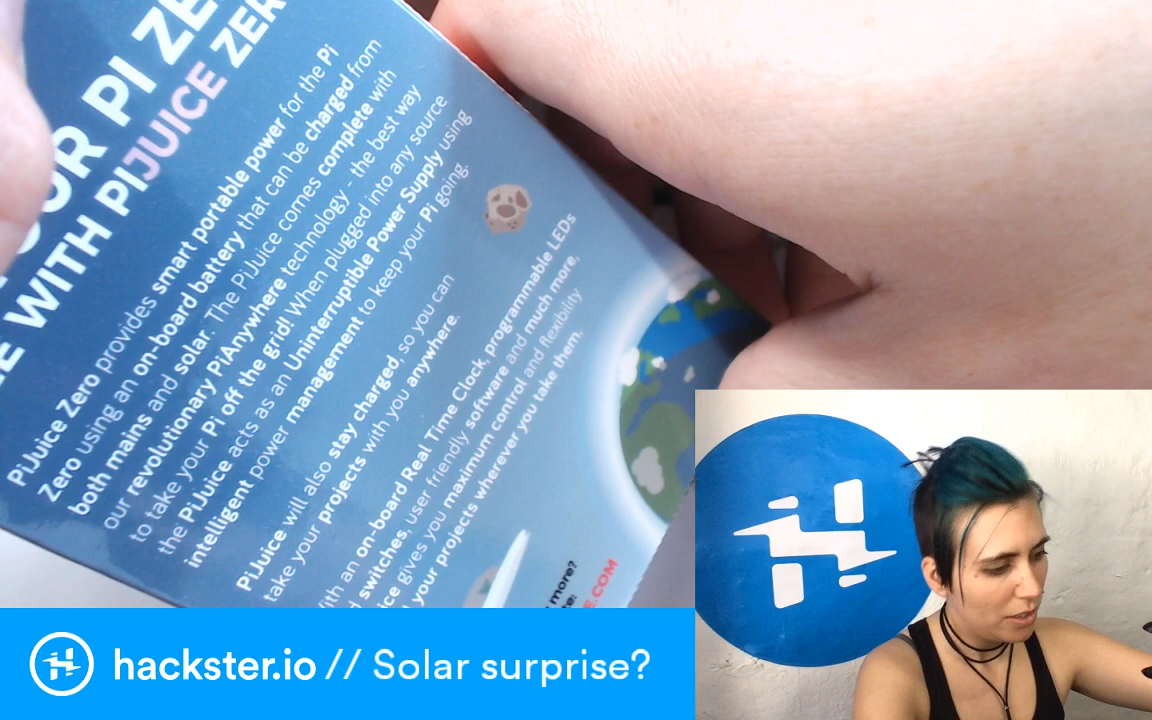 FOR PI ZE
E WITH PIJUICE ZER
PiJuice Zero provides smart portable power for the Pi
Zero using an on-board battery that can be charged from
both mains and solar. The PiJuice comes complete with
our revolutionary PiAnywhere technology - the best way
to take your Pi off the grid! When plugged into any source
the PiJuice acts as an Uninterruptible Power Supply using
intelligent power management to keep your Pi going.
PiJuice will also stay charged, so you can
take your projects with you anywhere.
With an on-board Real Time Clock, programmable LEDs
d switches, user friendly software and much more,
ice gives you maximum control and flexibility
your projects wherever you take them.
more?
te:
E.COM
hackster.io // Solar surprise?